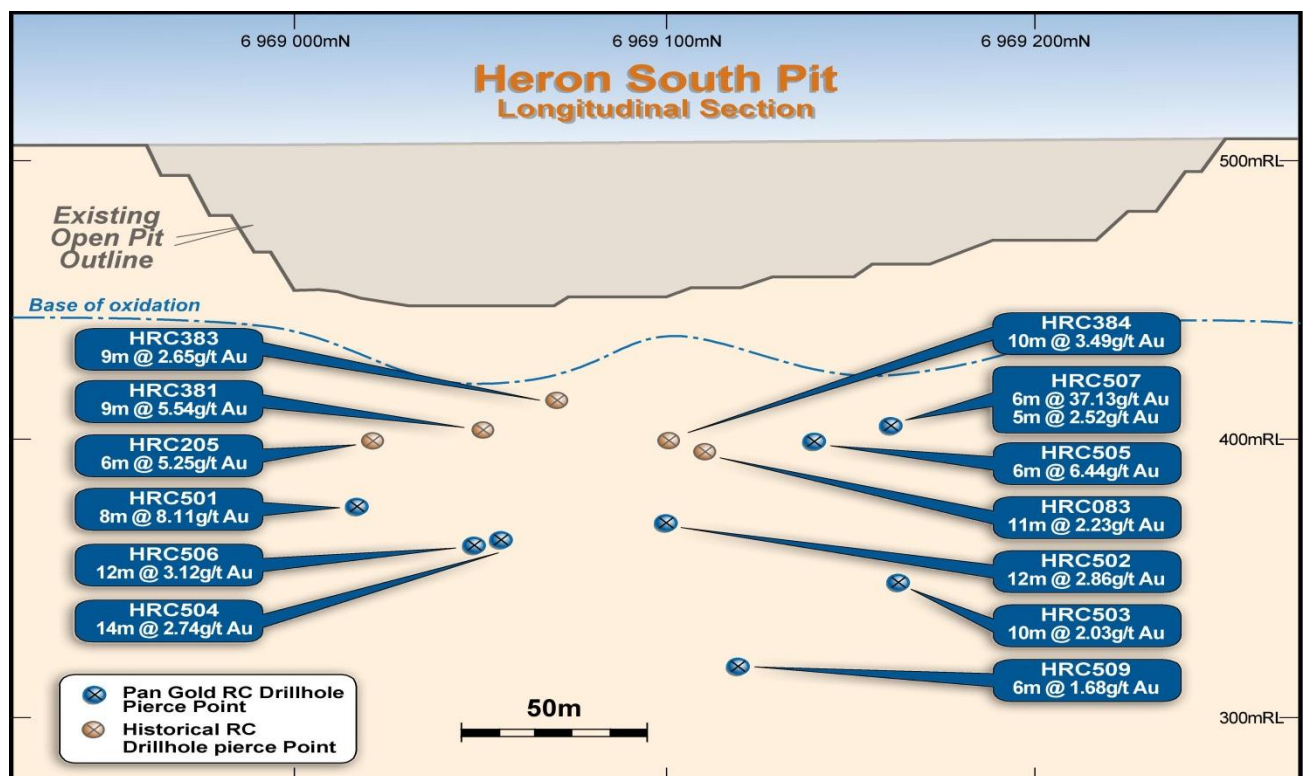 6 969 000mN
6 969 100mN
6 969 200mN
Heron South Pit
Longitudinal Section
500mRL
Existing
Open Pit
Outline
Base of oxidation
HRC383
9m @ 2.65g/t Au
HRC381
9m @ 5.54g/t Au
HRC205
6m @ 5.25g/t Au
HRC501
8m @ 8.11g/t Au
HRC506
12m @ 3.12g/t Au
HRC504
14m @ 2.74g/t Au
HRC384
10m @ 3.49g/t Au
HRC507
6m @ 37.13g/t Au
5m @ 2.52g/t Au
400mRL
HRC505
6m @ 6.44g/t Au
HRC083
11m @ 2.23g/t Au
HRC502
12m @ 2.86g/t Au
HRC503
10m @ 2.03g/t Au
HRC509
6m @ 1.68g/t Au
Pan Gold RC Drillhole
Pierce Point
Historical RC
Drillhole pierce Point
50m
300mRL